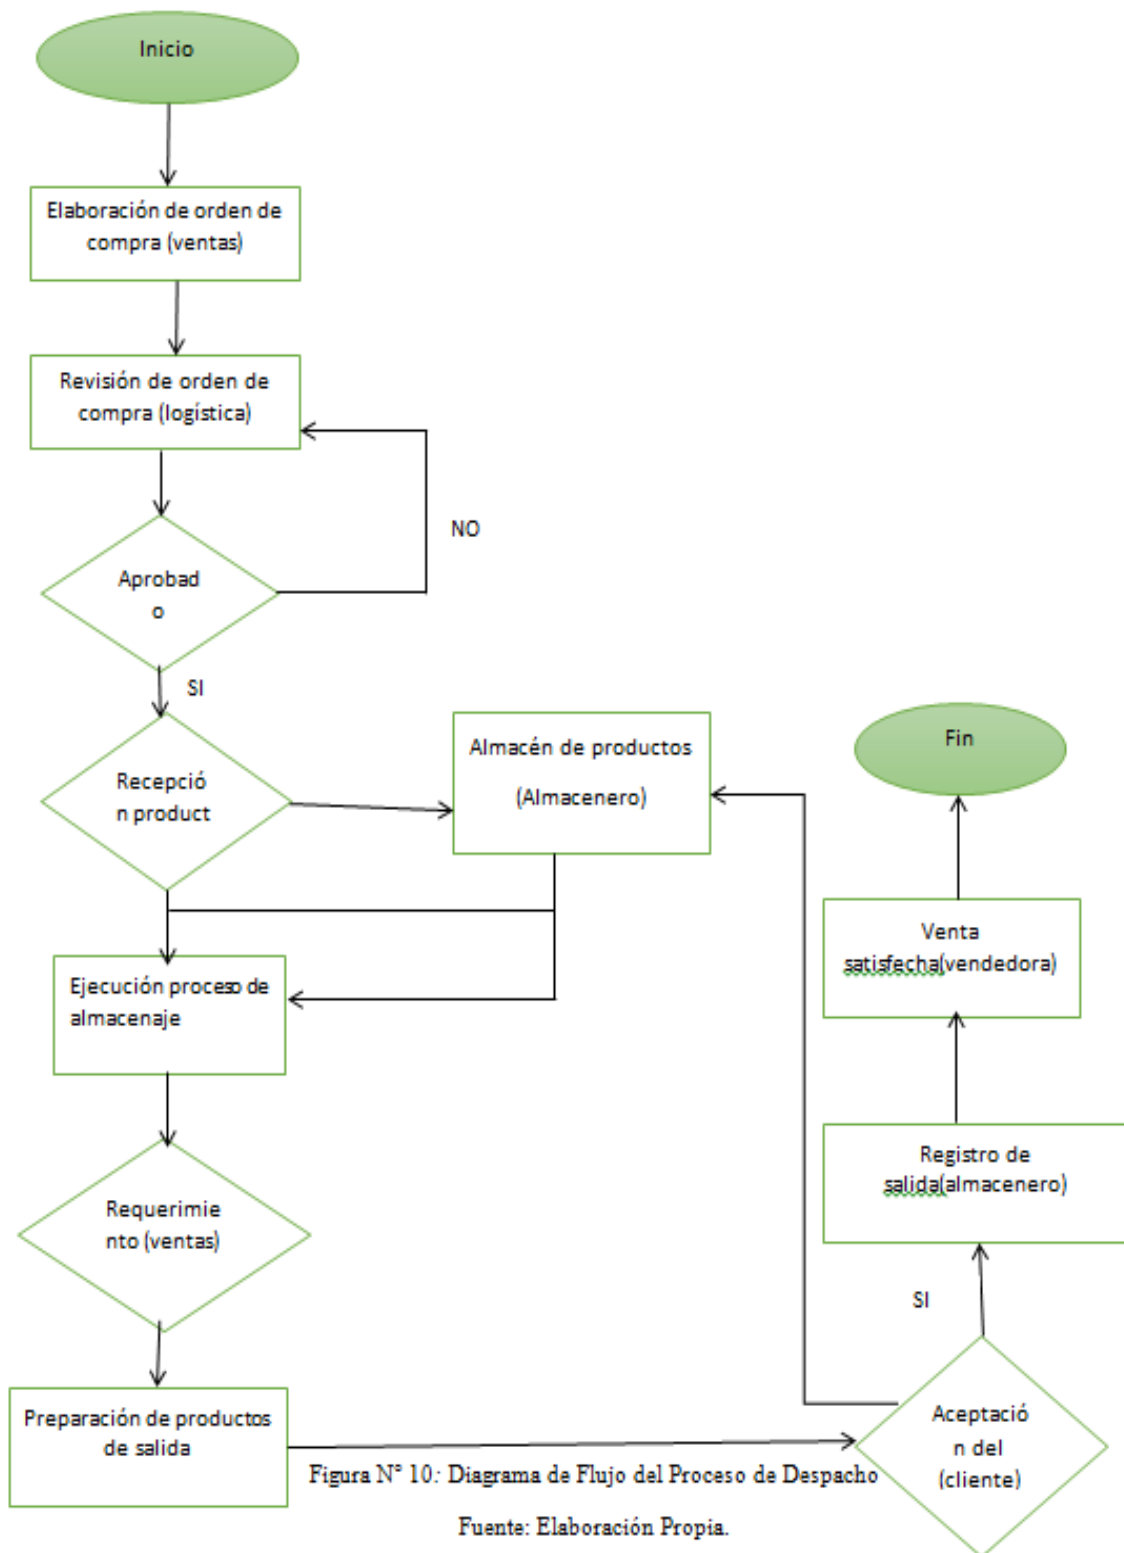 Inicio
Elaboración de orden de
compra (ventas)
Revisión de orden de
compra (logística)
NO
Aprobad
o
SI
Recepció
n product
Almacén de productos
(Almacenero)
Fin
Venta
satisfecha(vendedora)
Ejecución proceso de
almacenaje
Registro de
salida(almacenero)
Requerimie
nto (ventas)
SI
Preparación de productos
de salida
Aceptació
n del
(cliente)
Figura N° 10: Diagrama de Flujo del Proceso de Despacho
Fuente: Elaboración Propia.